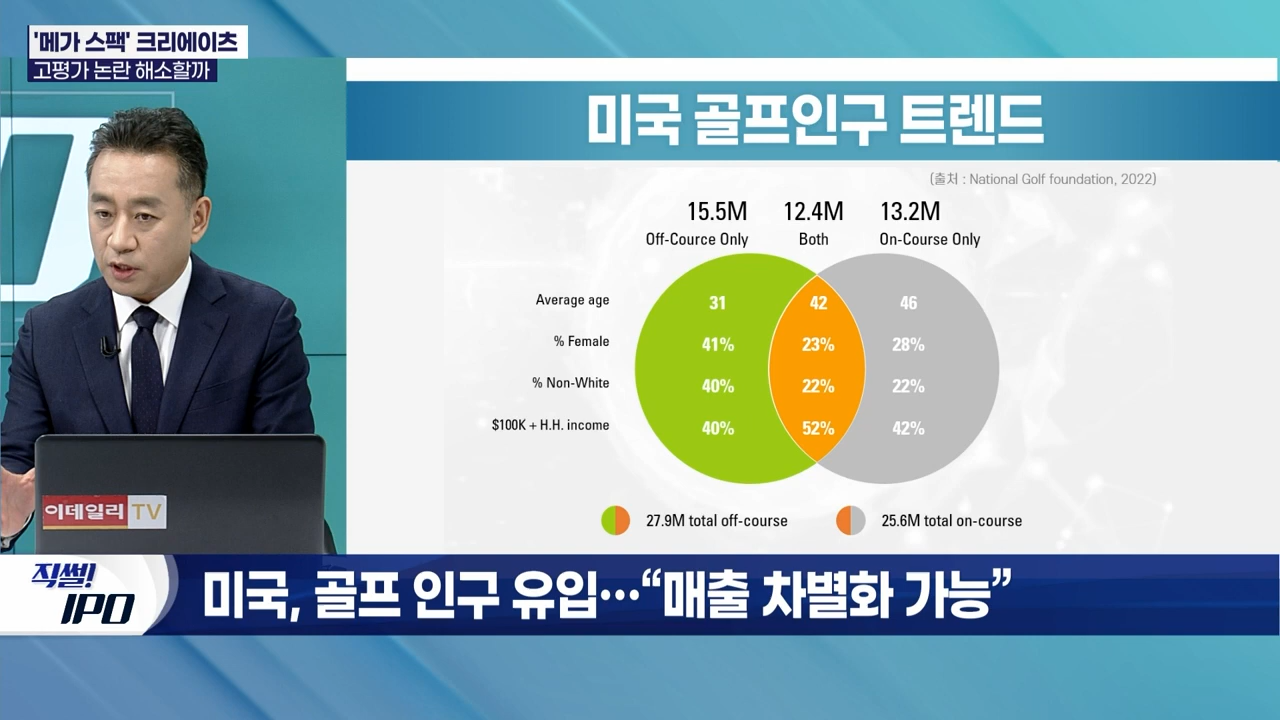 '메가 스팩' 크리에이츠
고평가 논란 해소할까
미국 골프인구 트렌드
(출처 : National Golf foundation, 2022)
15.5M 12.4M 13.2M
Off-Cource Only Both On-Course Only
Average age 31 42 46
% Female 41% 23% 28%
% Non-White 40% 22% 22%
$100K + H.H. income 40% 52% 42%
27.9M total off-course 25.6M total on-course
이데일리TV
직썰!
IPO
미국, 골프 인구 유입…“매출 차별화 가능”